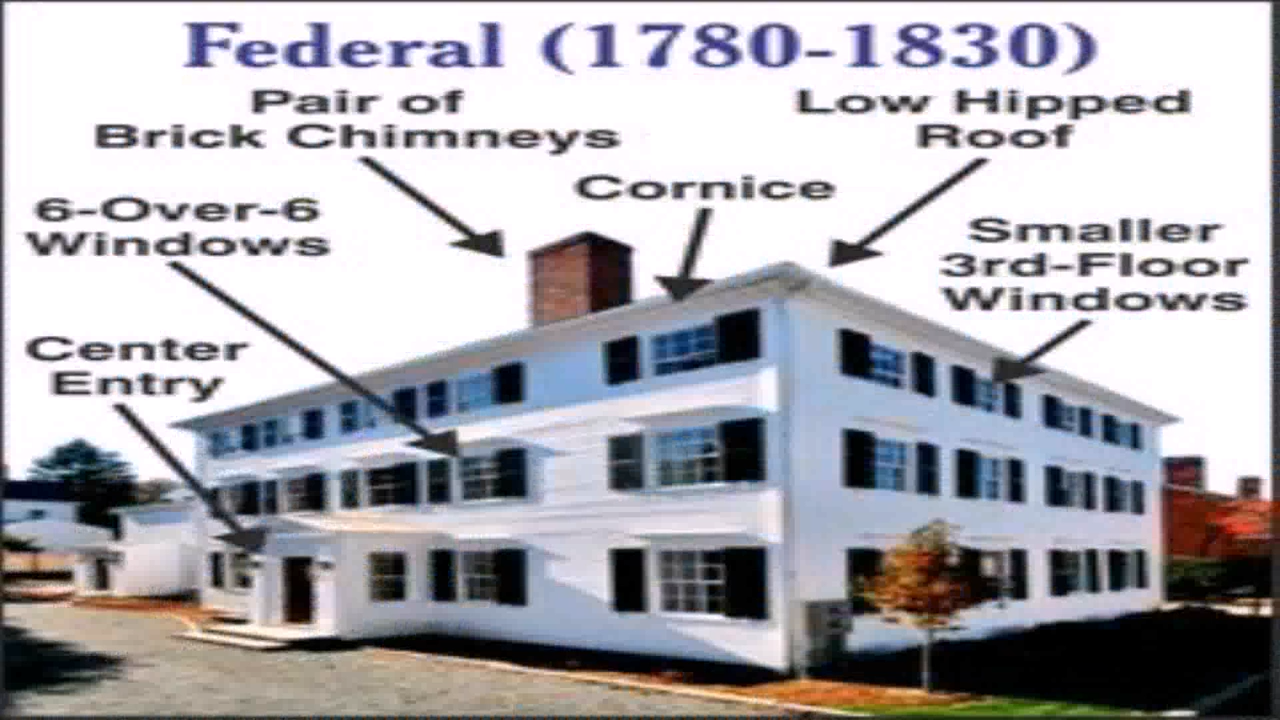 Federal (1780-1830)
Pair of
Brick Chimneys
Low Hipped
Roof
Cornice
6-Over-6
Windows
Smaller
3rd-Floor
Windows
Center
Entry